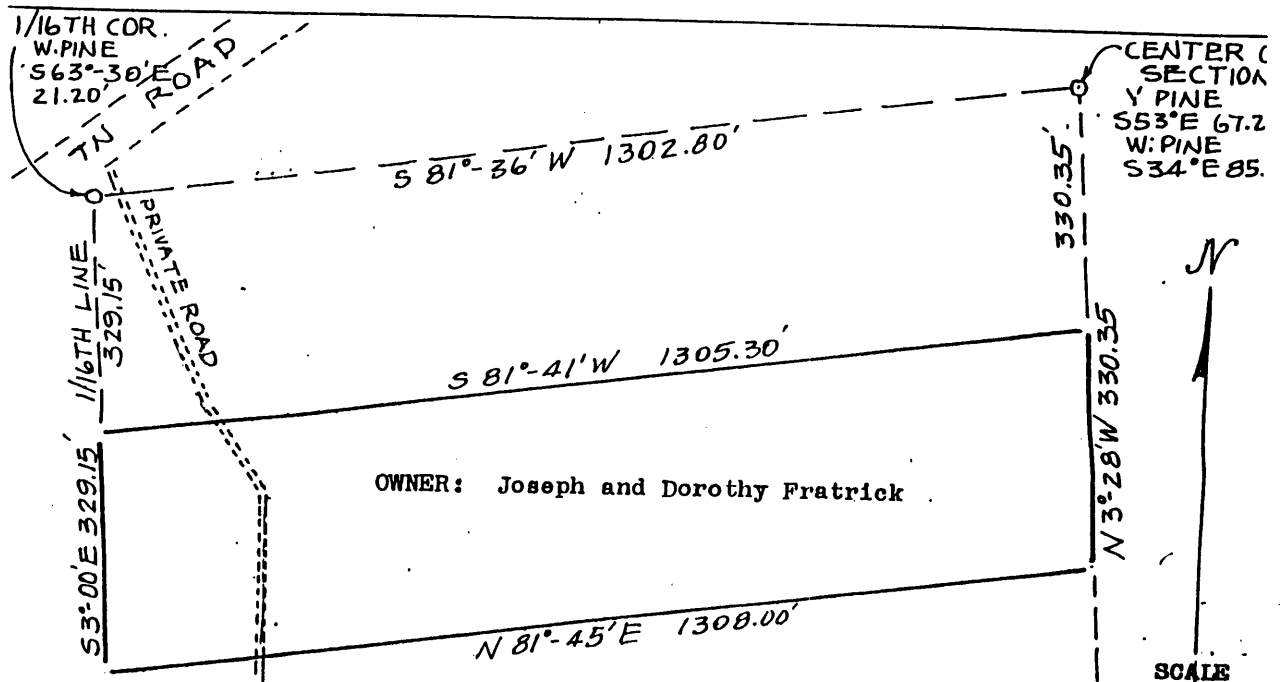 1/16TH COR.
W.PINE
S63°-30'E
21.20'
TN ROAD
CENTER
SECTION
Y PINE
S53°E 67.2
W.PINE
S34°E 85.
S 81°-36' W 1302.80'
330.35'
PRIVATE ROAD
1/16TH LINE
329.15'
N
S 81°-41'W 1305.30'
N 3°-28'W 330.35
S3°-00'E 329.15'
OWNER: Joseph and Dorothy Fratrick
N 81°-45'E 1308.00'
SCALE